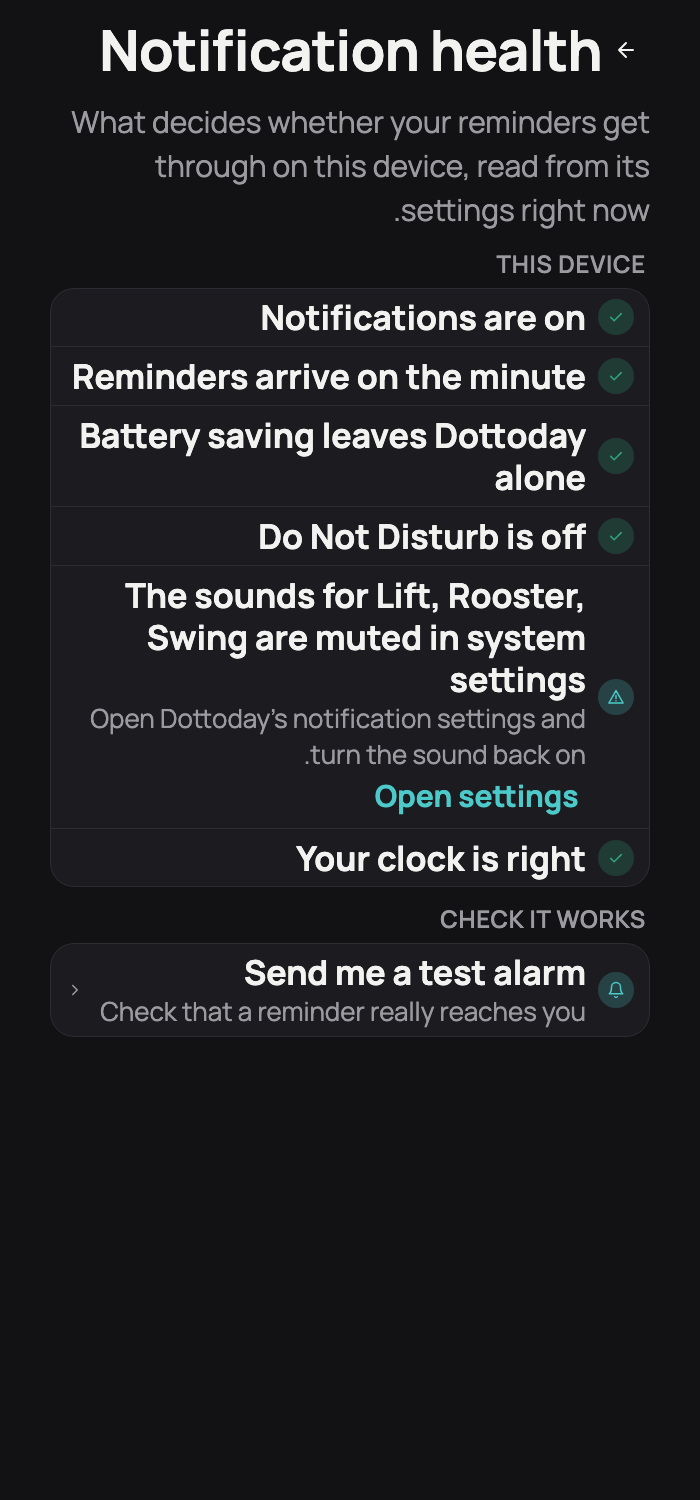 Notification health
What decides whether your reminders get
through on this device, read from its
settings right now.
THIS DEVICE
Notifications are on
Reminders arrive on the minute
Battery saving leaves Dottoday
alone
Do Not Disturb is off
The sounds for Lift, Rooster,
Swing are muted in system
settings
Open Dottoday's notification settings and
turn the sound back on.
Open settings
Your clock is right
CHECK IT WORKS
Send me a test alarm
Check that a reminder really reaches you